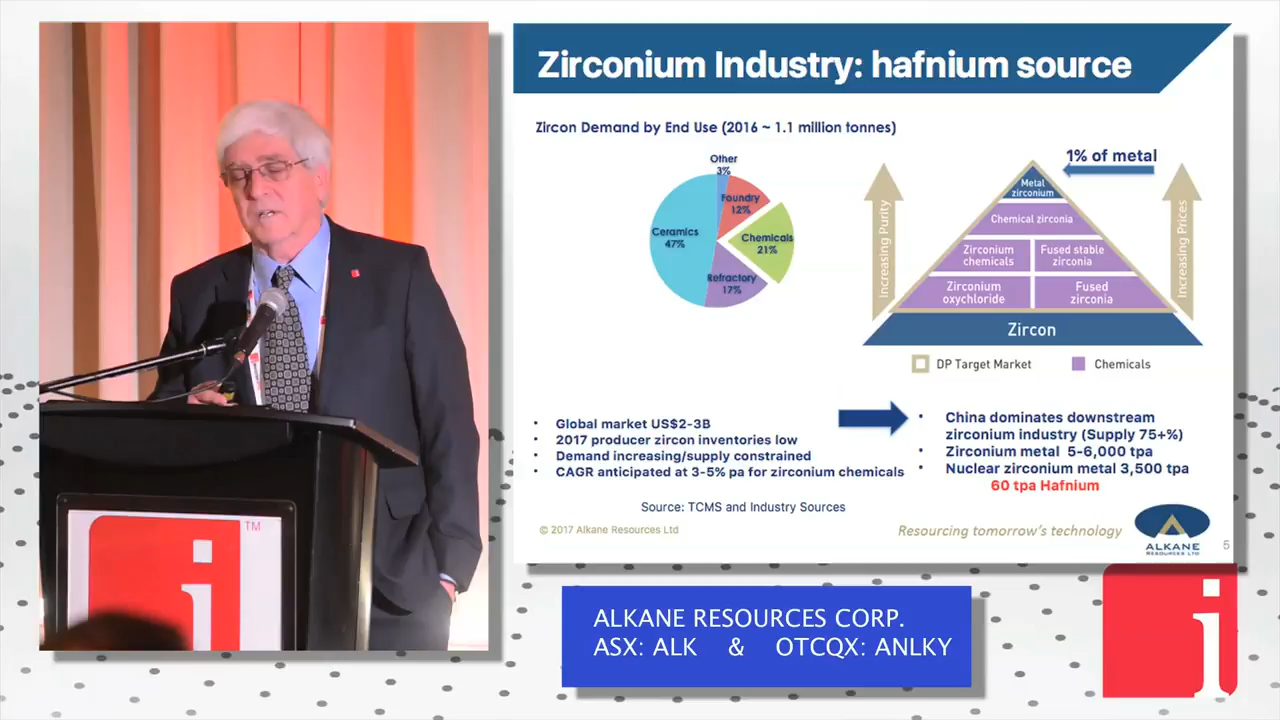 Zirconium Industry: hafnium source
Zircon Demand by End Use (2016 ~ 1.1 million tonnes)
Other
3%
Foundry
12%
Chemicals
21%
Ceramics
47%
Refractory
17%
1% of metal
Increasing Purity
Increasing Prices
Metal
zirconium
Chemical zirconia
Zirconium
chemicals
Fused stable
zirconia
Zirconium
oxychloride
Fused
zirconia
Zircon
DP Target Market
Chemicals
• Global market US$2-3B
• 2017 producer zircon inventories low
• Demand increasing/supply constrained
• CAGR anticipated at 3-5% pa for zirconium chemicals
• China dominates downstream
zirconium industry (Supply 75+%)
• Zirconium metal 5-6,000 tpa
• Nuclear zirconium metal 3,500 tpa
60 tpa Hafnium
Source: TCMS and Industry Sources
© 2017 Alkane Resources Ltd
Resourcing tomorrow's technology
ALKANE
RESOURCES LTD
5
i
TM
ALKANE RESOURCES CORP.
ASX: ALK & OTCQX: ANLKY
i